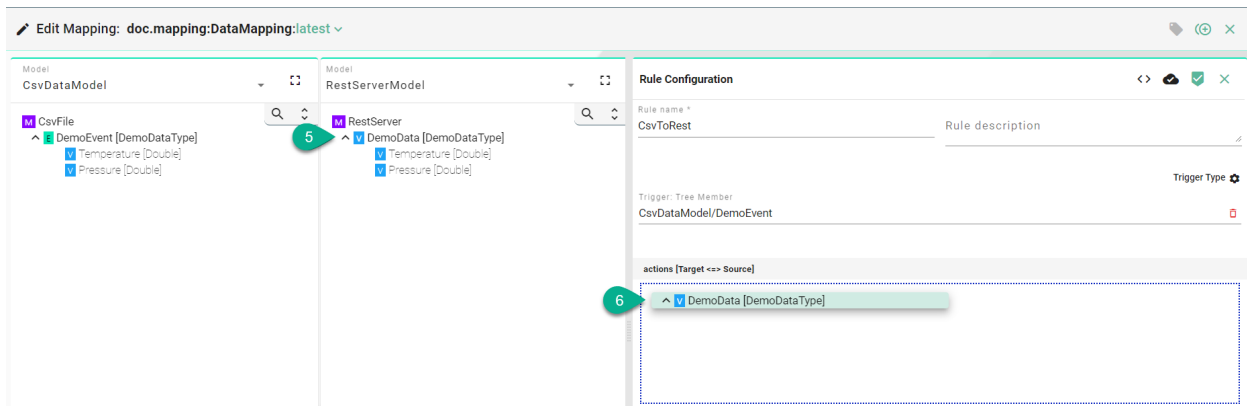 Edit Mapping: doc.mapping:DataMapping:latest
Model
CsvDataModel
M CsvFile
E DemoEvent [DemoDataType]
V Temperature [Double]
V Pressure [Double]
Model
RestServerModel
M RestServer
5
V DemoData [DemoDataType]
V Temperature [Double]
V Pressure [Double]
Rule Configuration
Rule name *
CsvToRest
Rule description
Trigger Type
Trigger: Tree Member
CsvDataModel/DemoEvent
actions [Target <=> Source]
6
V DemoData [DemoDataType]